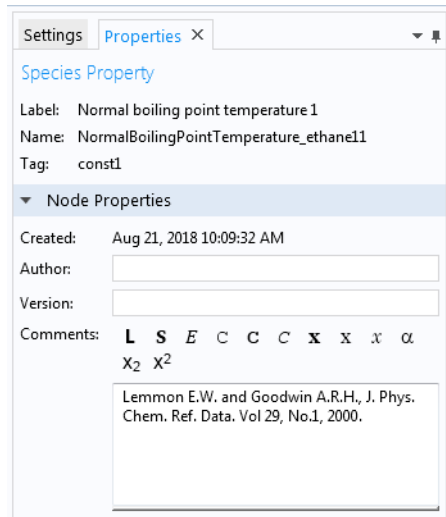 Settings Properties ×
Species Property
Label: Normal boiling point temperature 1
Name: NormalBoilingPointTemperature_ethane11
Tag: const1
Node Properties
Created: Aug 21, 2018 10:09:32 AM
Author:
Version:
Comments: L S E C C C x x x α
x₂ x²
Lemmon E.W. and Goodwin A.R.H., J. Phys.
Chem. Ref. Data. Vol 29, No.1, 2000.